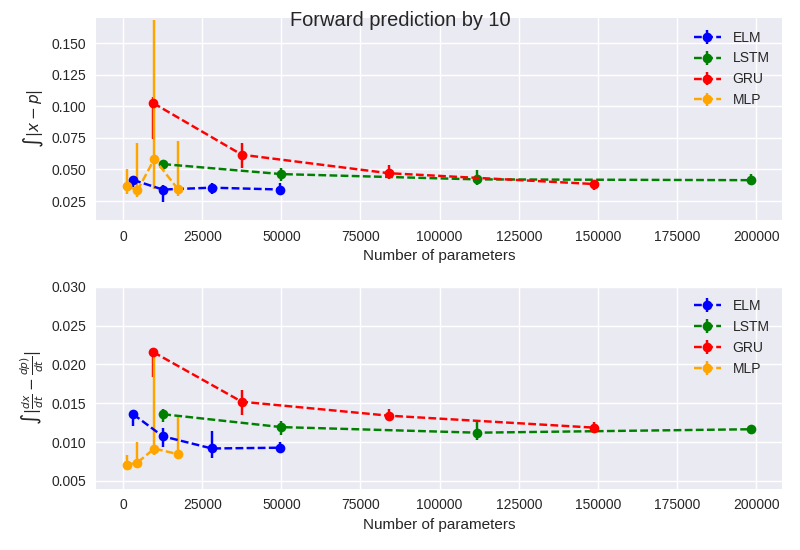 Forward prediction by 10
∫|x − p|
0.150
0.125
0.100
0.075
0.050
0.025
ELM
LSTM
GRU
MLP
0 25000 50000 75000 100000 125000 150000 175000 200000
Number of parameters
∫|dx/dt − dp)/dt|
0.030
0.025
0.020
0.015
0.010
0.005
ELM
LSTM
GRU
MLP
0 25000 50000 75000 100000 125000 150000 175000 200000
Number of parameters